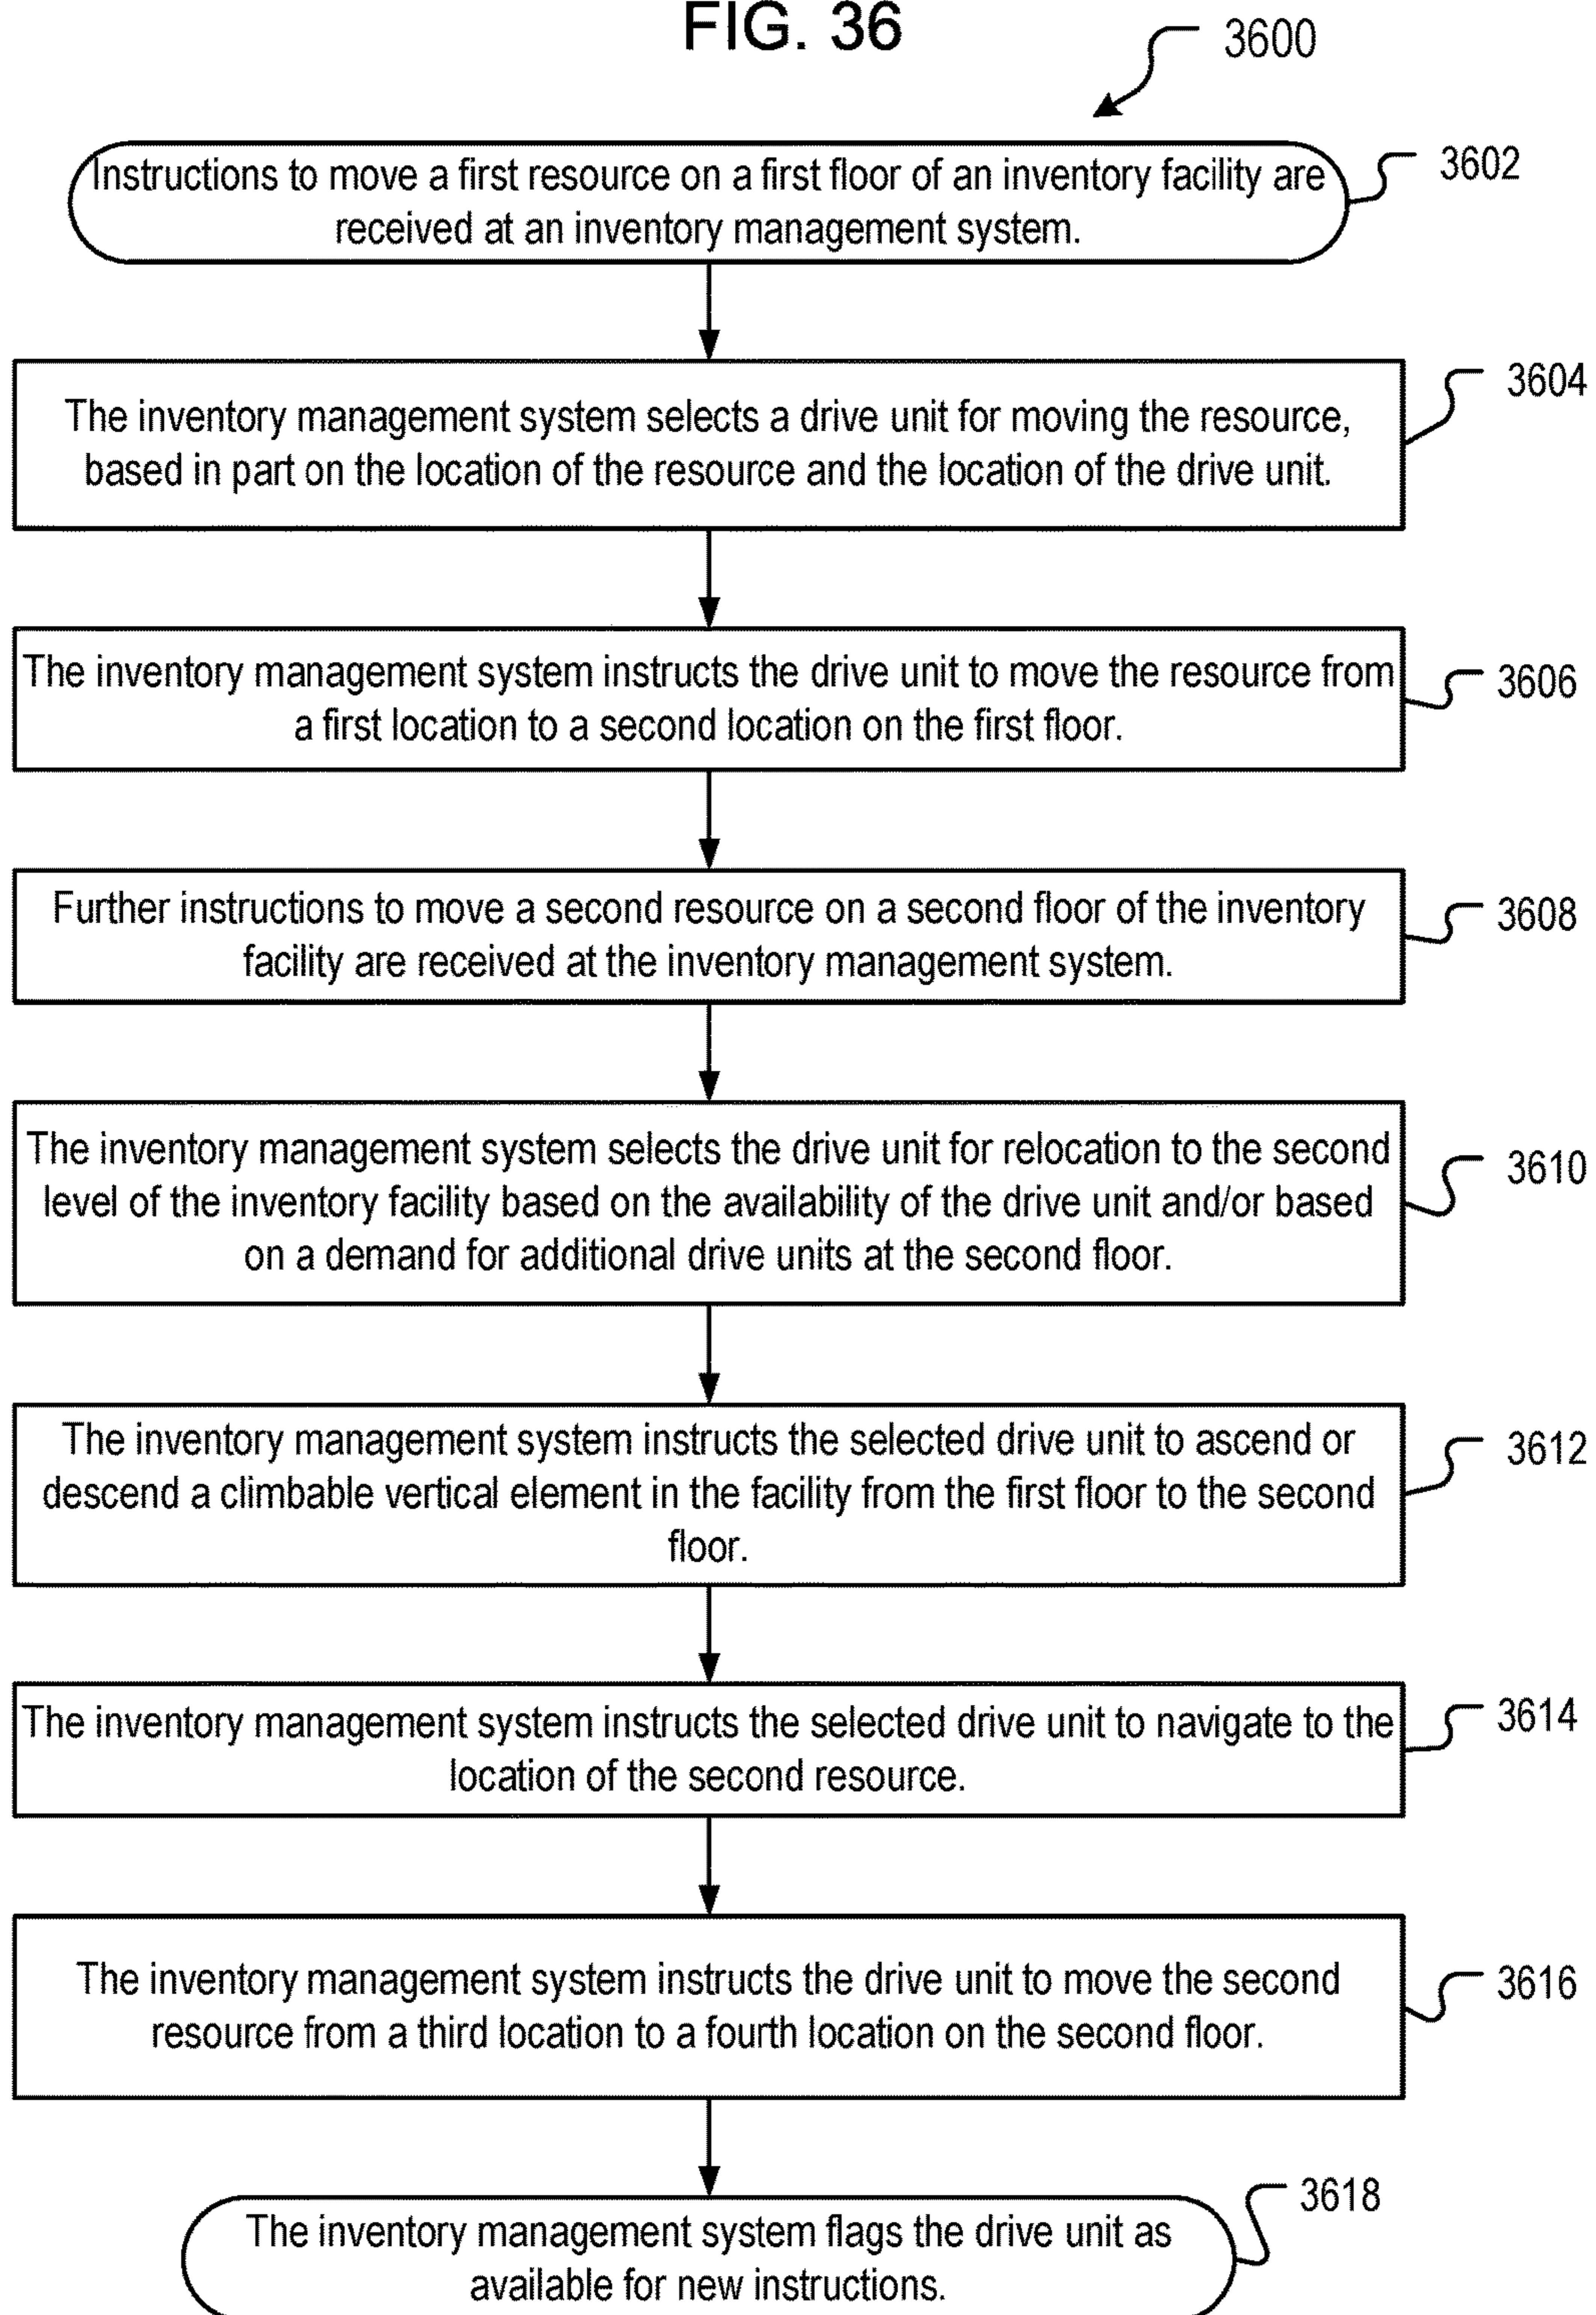 FIG. 36
3600
Instructions to move a first resource on a first floor of an inventory facility are
received at an inventory management system.
3602
The inventory management system selects a drive unit for moving the resource,
based in part on the location of the resource and the location of the drive unit.
3604
The inventory management system instructs the drive unit to move the resource from
a first location to a second location on the first floor.
3606
Further instructions to move a second resource on a second floor of the inventory
facility are received at the inventory management system.
3608
The inventory management system selects the drive unit for relocation to the second
level of the inventory facility based on the availability of the drive unit and/or based
on a demand for additional drive units at the second floor.
3610
The inventory management system instructs the selected drive unit to ascend or
descend a climbable vertical element in the facility from the first floor to the second
floor.
3612
The inventory management system instructs the selected drive unit to navigate to the
location of the second resource.
3614
The inventory management system instructs the drive unit to move the second
resource from a third location to a fourth location on the second floor.
3616
The inventory management system flags the drive unit as
available for new instructions.
3618